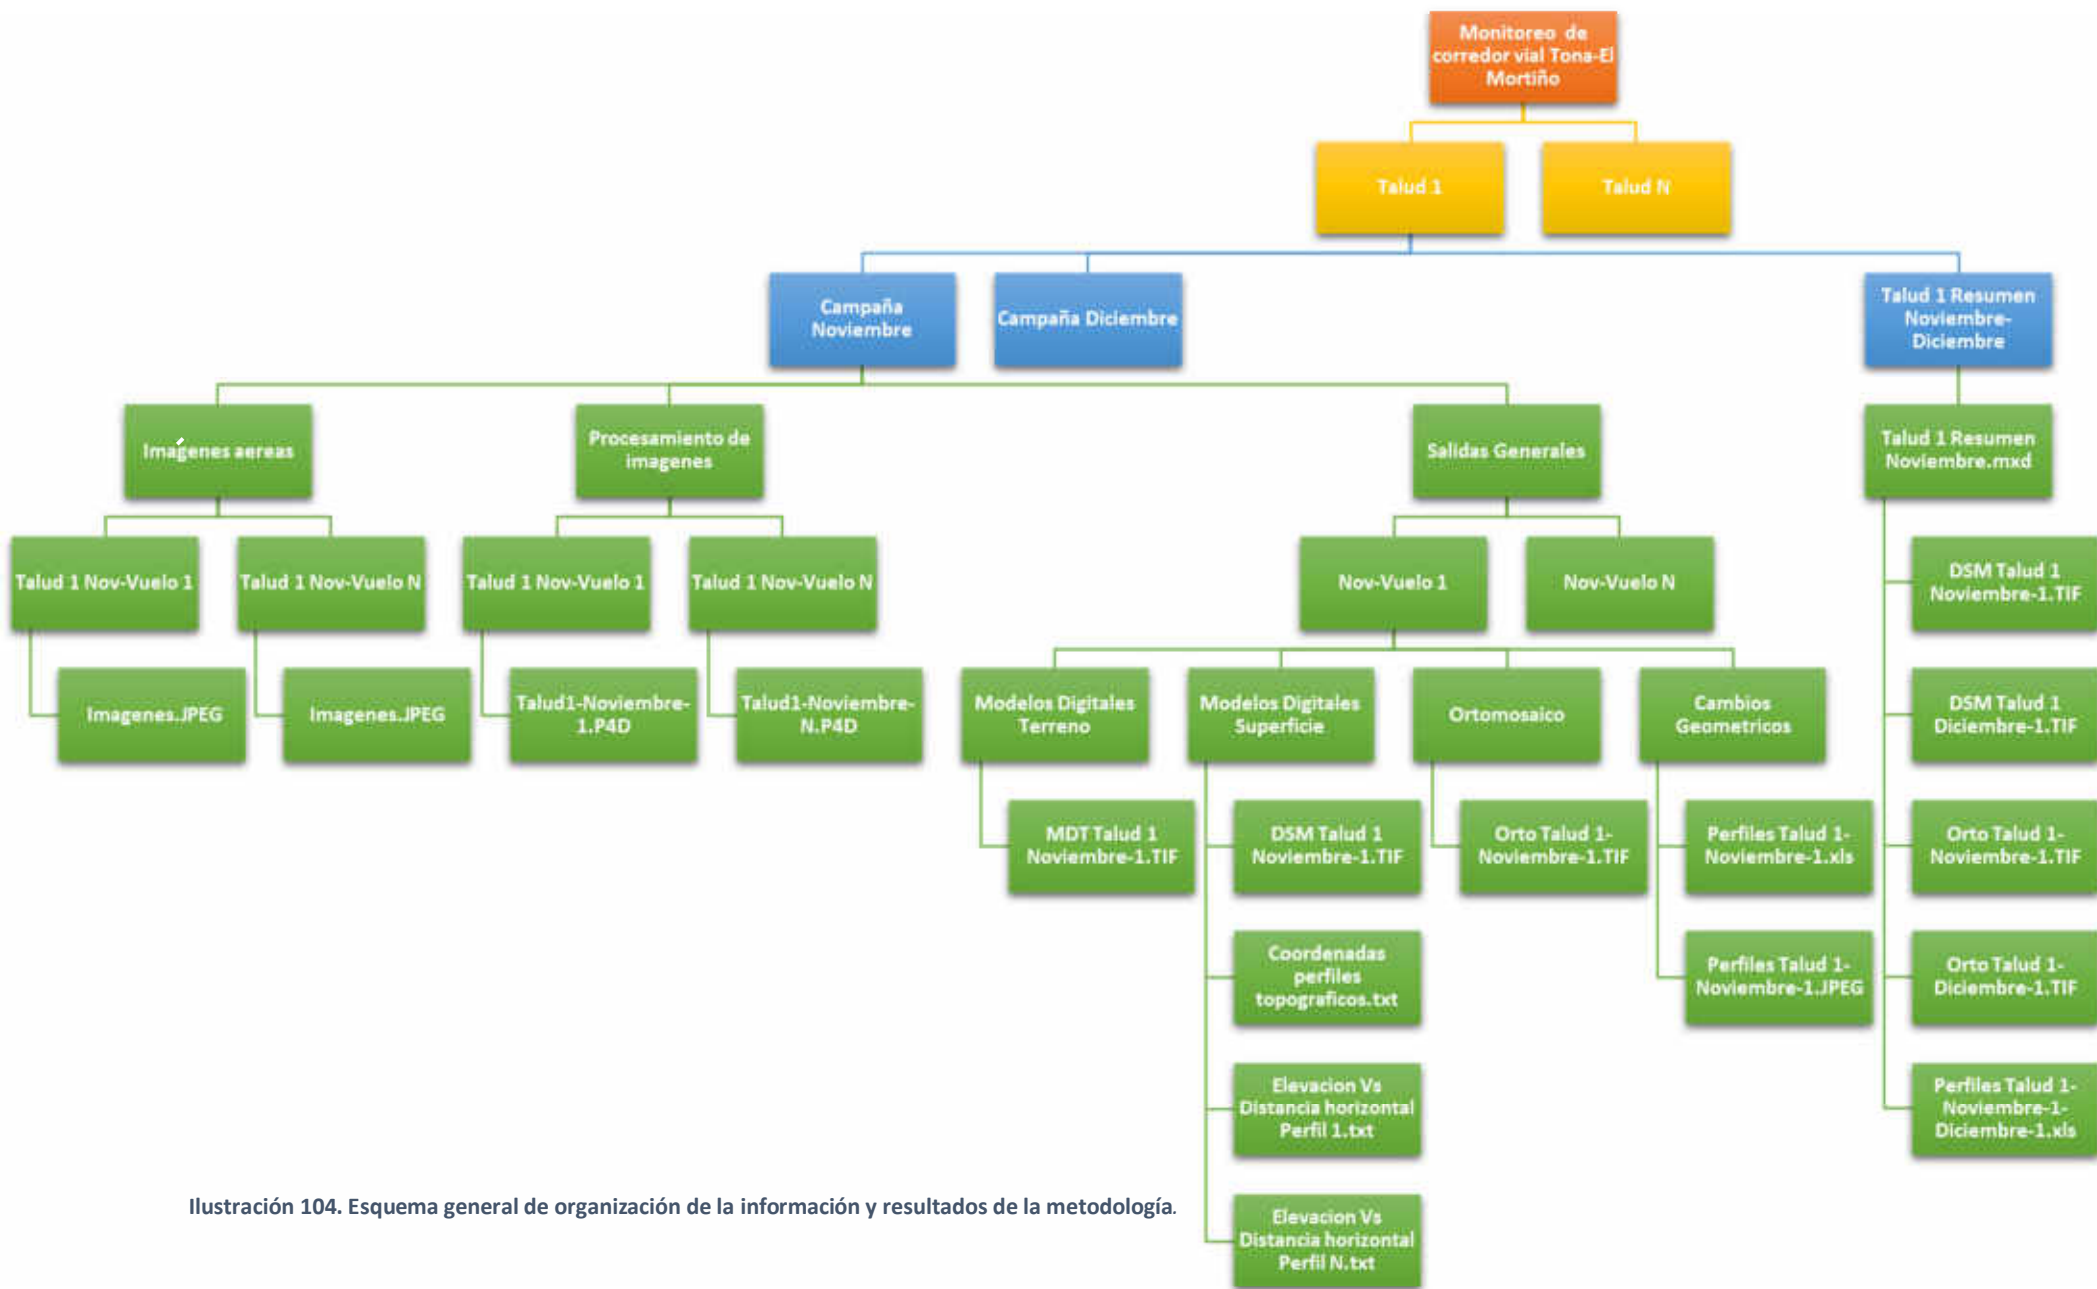 Monitoreo de
corredor vial Tona-El
Mortiño
Talud 1
Talud N
Campaña
Noviembre
Campaña Diciembre
Talud 1 Resumen
Noviembre-
Diciembre
Imágenes aereas
Procesamiento de
imagenes
Salidas Generales
Talud 1 Resumen
Noviembre.mxd
Talud 1 Nov-Vuelo 1
Talud 1 Nov-Vuelo N
Talud 1 Nov-Vuelo 1
Talud 1 Nov-Vuelo N
Nov-Vuelo 1
Nov-Vuelo N
DSM Talud 1
Noviembre-1.TIF
Imagenes.JPEG
Imagenes.JPEG
Talud1-Noviembre-
1.P4D
Talud1-Noviembre-
N.P4D
Modelos Digitales
Terreno
Modelos Digitales
Superficie
Ortomosaico
Cambios
Geometricos
DSM Talud 1
Diciembre-1.TIF
MDT Talud 1
Noviembre-1.TIF
DSM Talud 1
Noviembre-1.TIF
Orto Talud 1-
Noviembre-1.TIF
Perfiles Talud 1-
Noviembre-1.xls
Orto Talud 1-
Noviembre-1.TIF
Coordenadas
perfiles
topograficos.txt
Perfiles Talud 1-
Noviembre-1.JPEG
Orto Talud 1-
Diciembre-1.TIF
Elevacion Vs
Distancia horizontal
Perfil 1.txt
Perfiles Talud 1-
Noviembre-1-
Diciembre-1.xls
Elevacion Vs
Distancia horizontal
Perfil N.txt
Ilustración 104. Esquema general de organización de la información y resultados de la metodología.